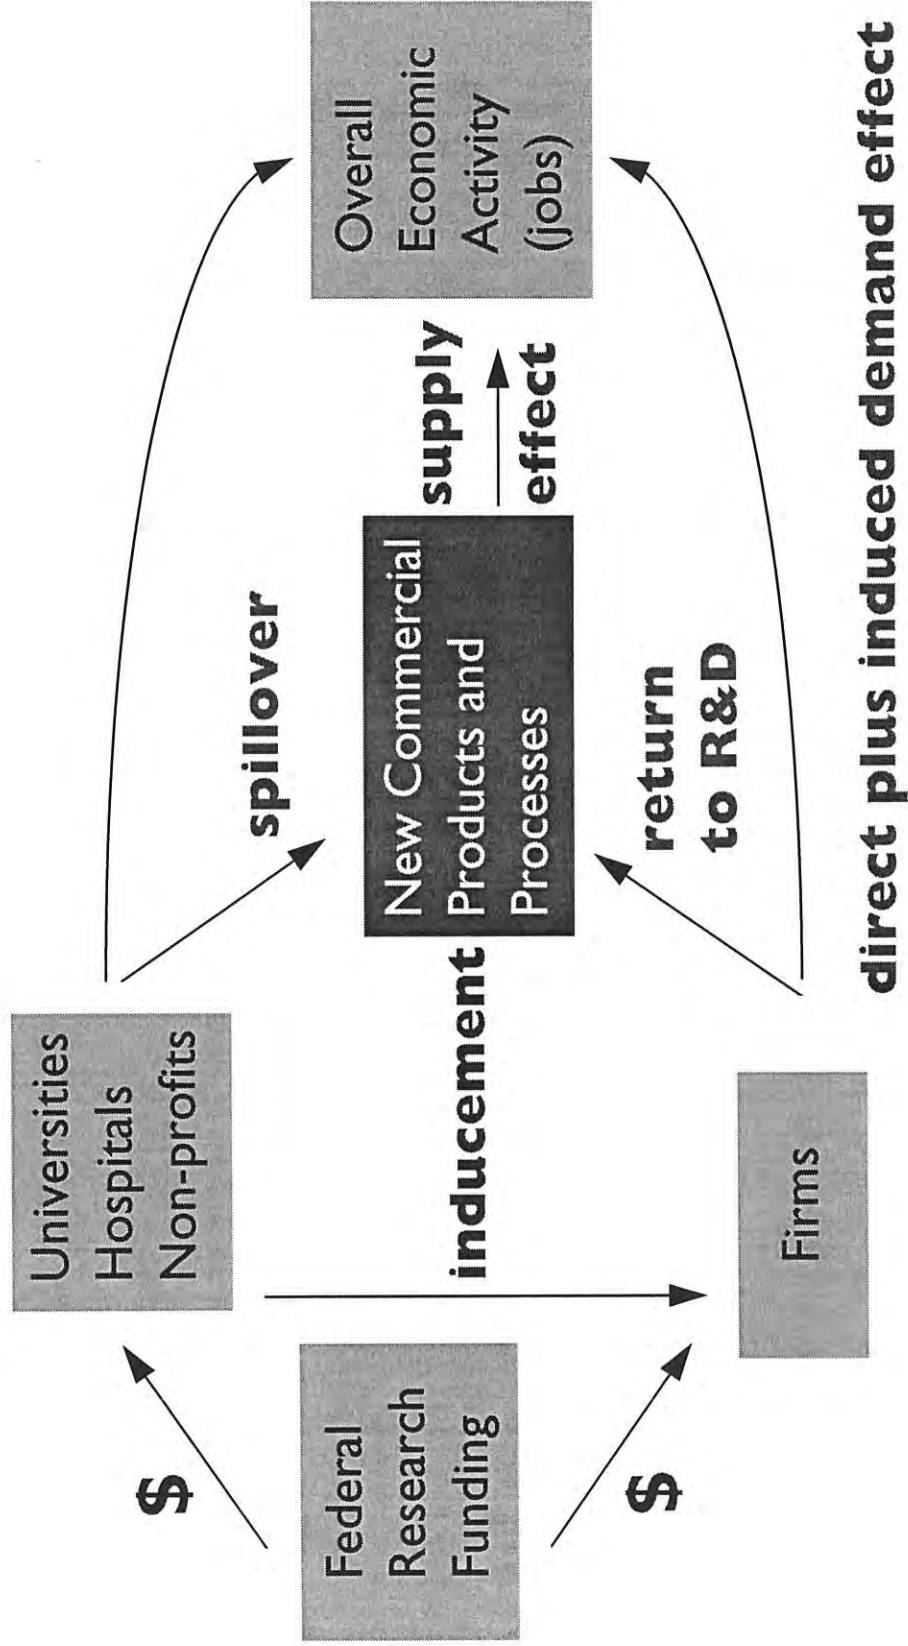 $
Federal
Research
Funding
$
Universities
Hospitals
Non-profits
inducement
Firms
spillover
New Commercial
Products and
Processes
return
to R&D
supply
effect
Overall
Economic
Activity
(jobs)
direct plus induced demand effect